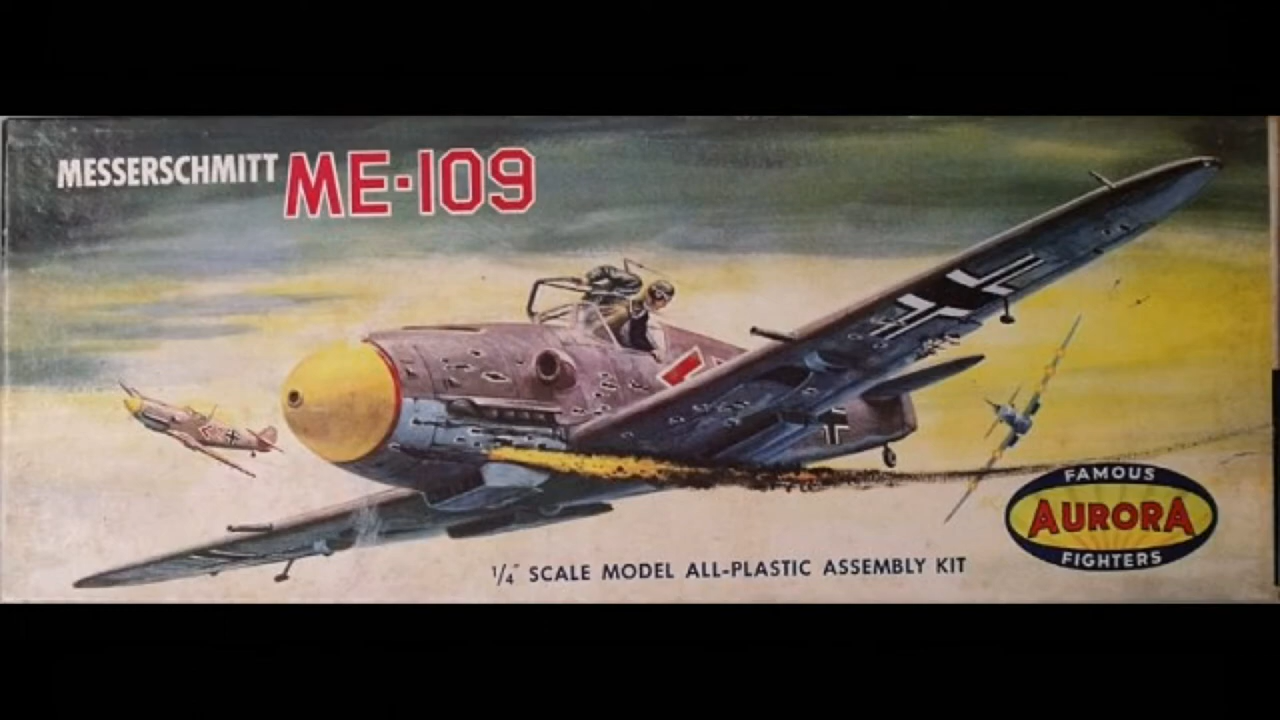 MESSERSCHMITT ME-109
FAMOUS
AURORA
FIGHTERS
1/4" SCALE MODEL ALL-PLASTIC ASSEMBLY KIT